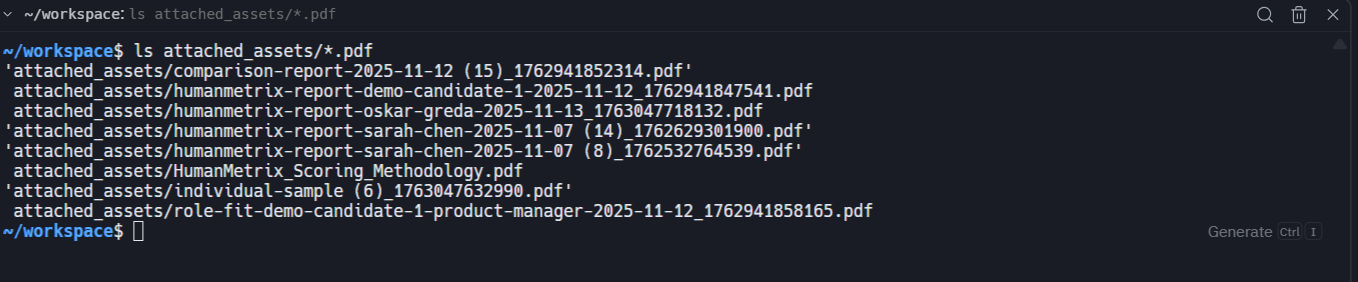 ~/workspace: ls attached_assets/*.pdf
~/workspace$ ls attached_assets/*.pdf
'attached_assets/comparison-report-2025-11-12 (15)_1762941852314.pdf'
attached_assets/humanmetrix-report-demo-candidate-1-2025-11-12_1762941847541.pdf
attached_assets/humanmetrix-report-oskar-greda-2025-11-13_1763047718132.pdf
'attached_assets/humanmetrix-report-sarah-chen-2025-11-07 (14)_1762629301900.pdf'
'attached_assets/humanmetrix-report-sarah-chen-2025-11-07 (8)_1762532764539.pdf'
attached_assets/HumanMetrix_Scoring_Methodology.pdf
'attached_assets/individual-sample (6)_1763047632990.pdf'
attached_assets/role-fit-demo-candidate-1-product-manager-2025-11-12_1762941858165.pdf
~/workspace$
Generate Ctrl I